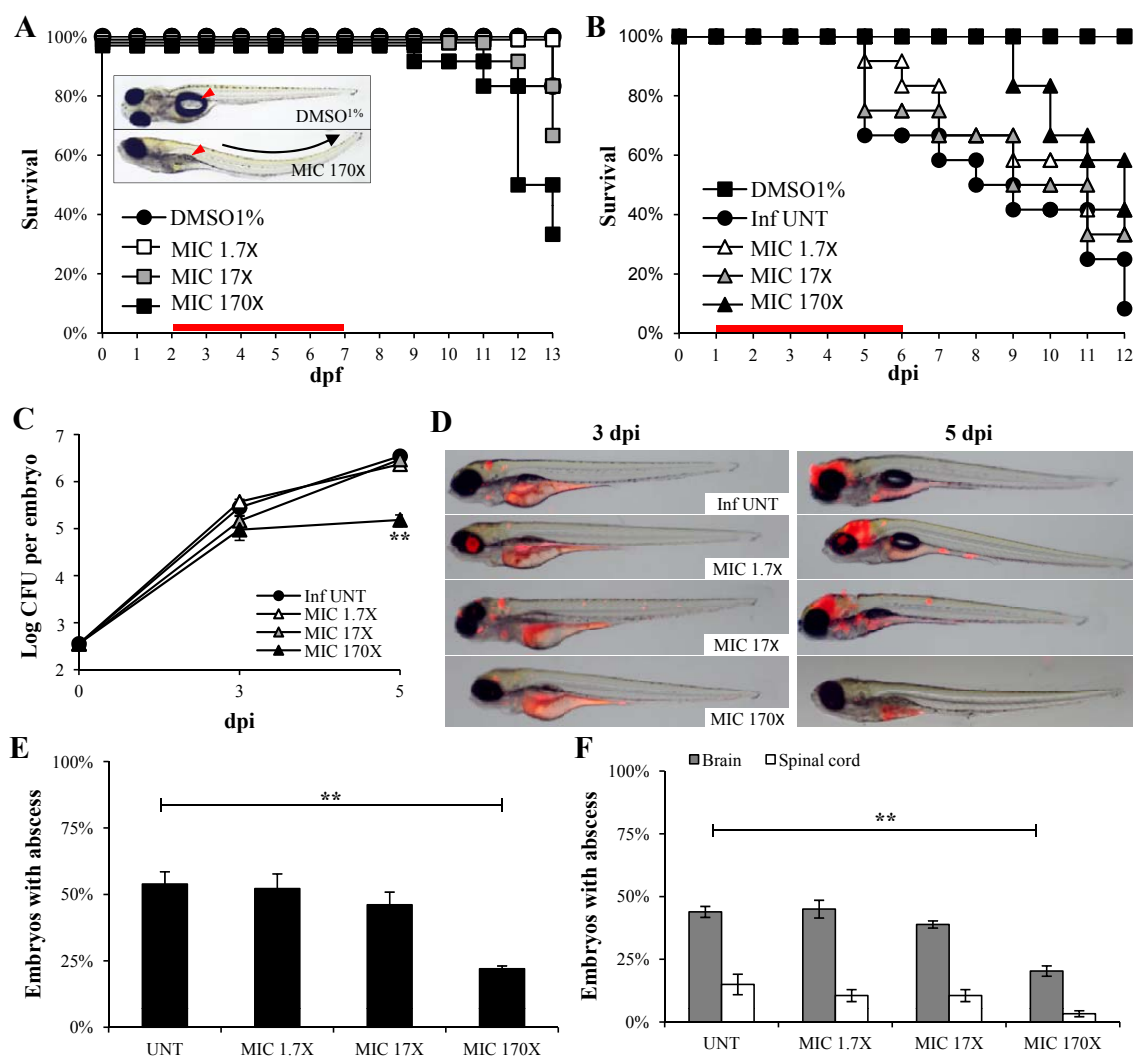 A
100%
80%
60%
40%
20%
0%
Survival
DMSO1%
MIC 170X
DMSO1%
MIC 1.7X
MIC 17X
MIC 170X
0 1 2 3 4 5 6 7 8 9 10 11 12 13
dpf
B
100%
80%
60%
40%
20%
0%
Survival
DMSO1%
Inf UNT
MIC 1.7X
MIC 17X
MIC 170X
0 1 2 3 4 5 6 7 8 9 10 11 12
dpi
C
7
6
5
4
3
2
Log CFU per embryo
**
Inf UNT
MIC 1.7X
MIC 17X
MIC 170X
0 3 5
dpi
D
3 dpi 5 dpi
Inf UNT
MIC 1.7X
MIC 17X
MIC 170X
E
100%
75%
50%
25%
0%
Embryos with abscess
**
UNT MIC 1.7X MIC 17X MIC 170X
F
Brain Spinal cord
100%
75%
50%
25%
0%
Embryos with abscess
**
UNT MIC 1.7X MIC 17X MIC 170X